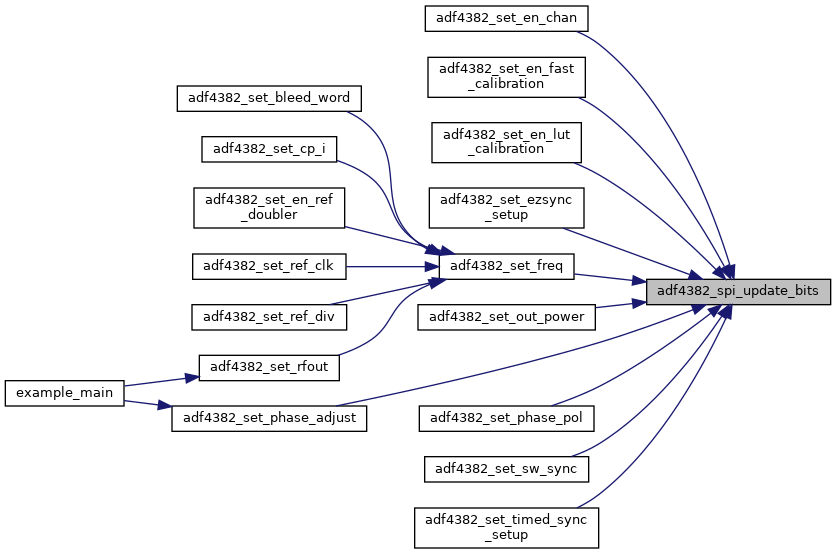 adf4382_set_en_chan
adf4382_set_en_fast
_calibration
adf4382_set_bleed_word
adf4382_set_en_lut
_calibration
adf4382_set_cp_i
adf4382_set_en_ref
_doubler
adf4382_set_ezsync
_setup
adf4382_set_ref_clk
adf4382_set_freq
adf4382_spi_update_bits
adf4382_set_ref_div
adf4382_set_out_power
adf4382_set_rfout
example_main
adf4382_set_phase_adjust
adf4382_set_phase_pol
adf4382_set_sw_sync
adf4382_set_timed_sync
_setup